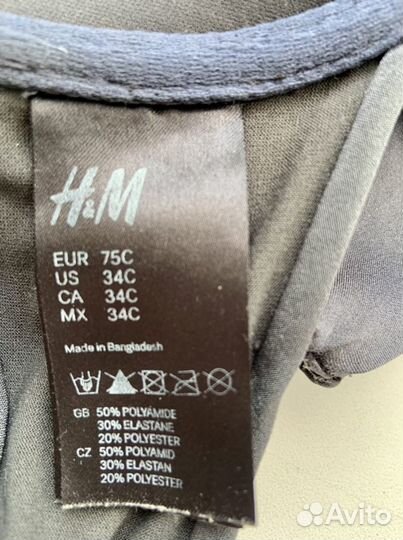 H&M
EUR 75C
US 34C
CA 34C
MX 34C
Made in Bangladesh
GB 50% POLYAMIDE
30% ELASTANE
20% POLYESTER
CZ 50% POLYAMID
30% ELASTAN
20% POLYESTER
Avito